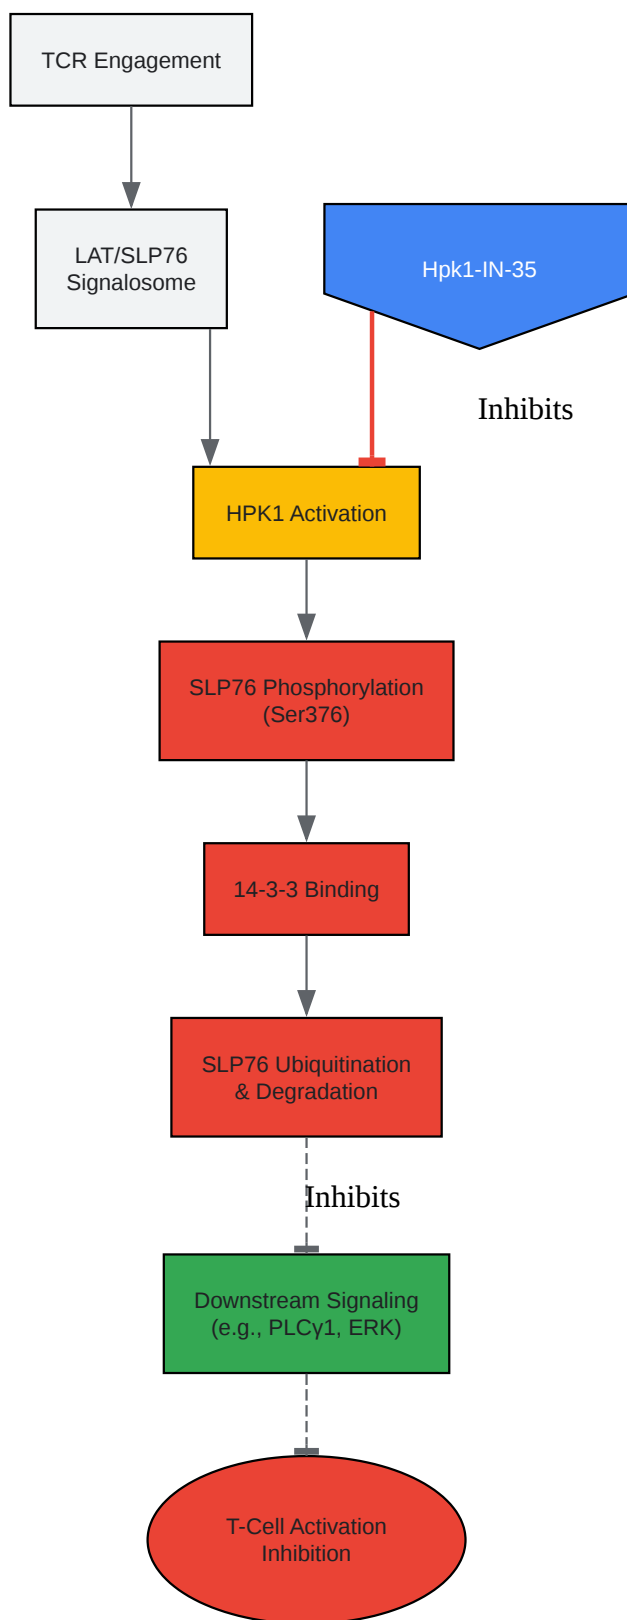 TCR Engagement
LAT/SLP76
Signalosome
Hpk1-IN-35
Inhibits
HPK1 Activation
SLP76 Phosphorylation
(Ser376)
14-3-3 Binding
SLP76 Ubiquitination
& Degradation
Inhibits
Downstream Signaling
(e.g., PLCγ1, ERK)
T-Cell Activation
Inhibition